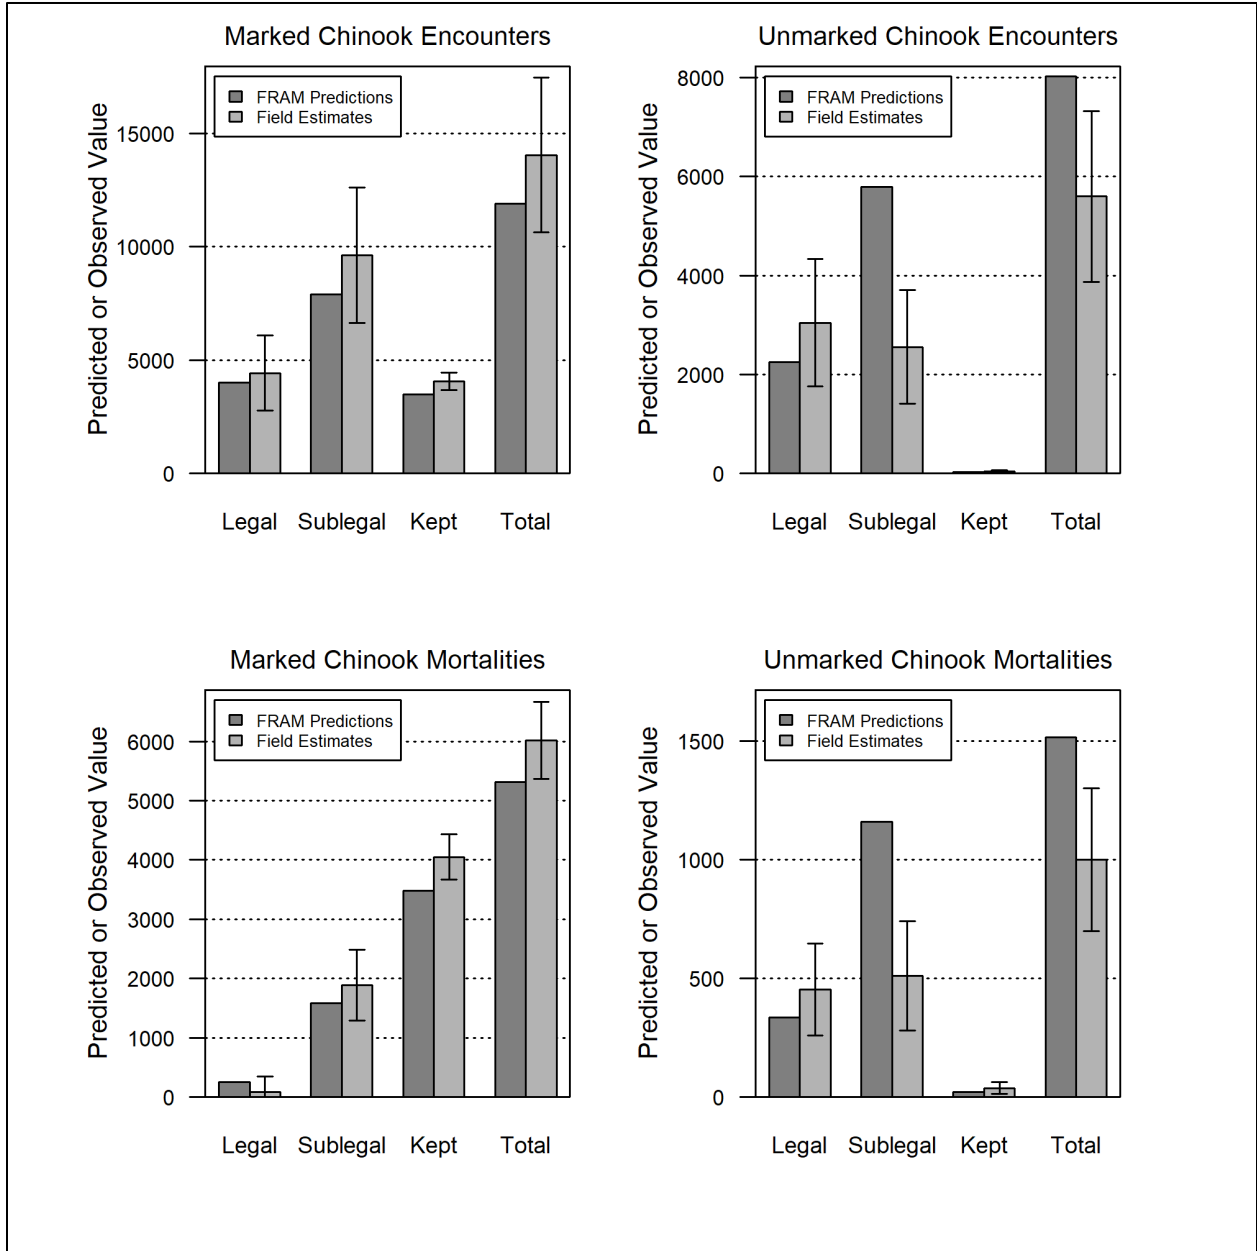 Marked Chinook Encounters
Predicted or Observed Value
FRAM Predictions
Field Estimates
15000
10000
5000
0
Legal Sublegal Kept Total
Unmarked Chinook Encounters
Predicted or Observed Value
FRAM Predictions
Field Estimates
8000
6000
4000
2000
0
Legal Sublegal Kept Total
Marked Chinook Mortalities
Predicted or Observed Value
FRAM Predictions
Field Estimates
6000
5000
4000
3000
2000
1000
0
Legal Sublegal Kept Total
Unmarked Chinook Mortalities
Predicted or Observed Value
FRAM Predictions
Field Estimates
1500
1000
500
0
Legal Sublegal Kept Total